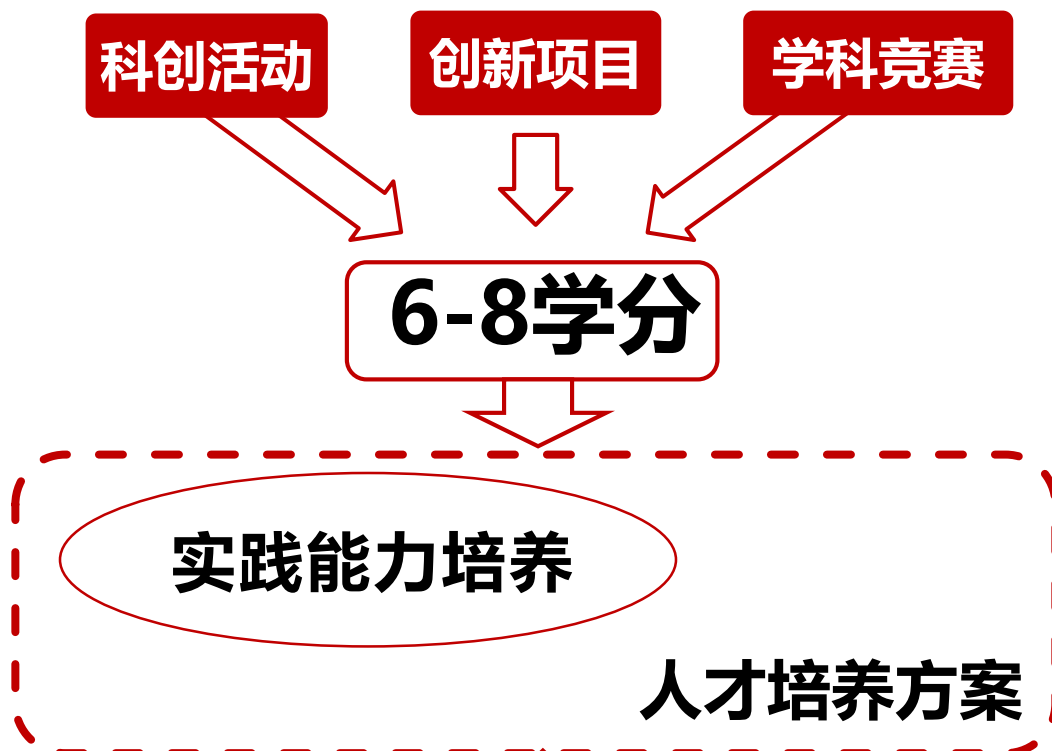 科创活动
创新项目
学科竞赛
6-8学分
实践能力培养
人才培养方案